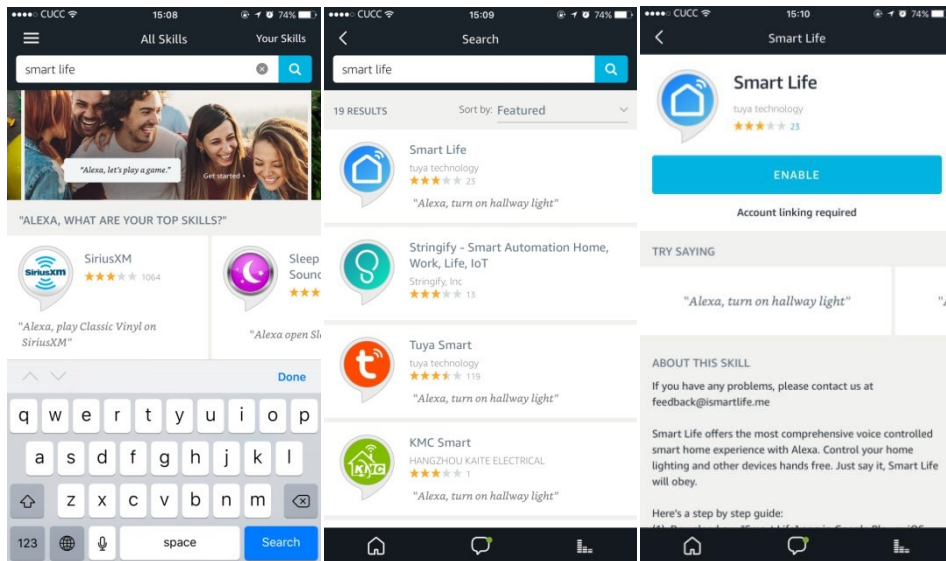 CUCC 15:08 74%
All Skills Your Skills
smart life
"Alexa, let's play a game."
Get started
"ALEXA, WHAT ARE YOUR TOP SKILLS?"
SiriusXM
SiriusXM
1064
"Alexa, play Classic Vinyl on
SiriusXM"
Sleep
Soun
"Alexa open Sl
Done
q w e r t y u i o p
a s d f g h j k l
z x c v b n m
123 space Search
CUCC 15:09 74%
Search
smart life
19 RESULTS Sort by: Featured
Smart Life
tuya technology
23
"Alexa, turn on hallway light"
Stringify - Smart Automation Home,
Work, Life, IoT
Stringify, Inc
13
Tuya Smart
tuya technology
119
"Alexa, turn on hallway light"
KMC
KMC Smart
HANGZHOU KAITE ELECTRICAL
1
"Alexa, turn on hallway light"
CUCC 15:10 74%
Smart Life
Smart Life
tuya technology
23
ENABLE
Account linking required
TRY SAYING
"Alexa, turn on hallway light"
ABOUT THIS SKILL
If you have any problems, please contact us at
feedback@ismartlife.me
Smart Life offers the most comprehensive voice controlled
smart home experience with Alexa. Control your home
lighting and other devices hands free. Just say it, Smart Life
will obey.
Here's a step by step guide: